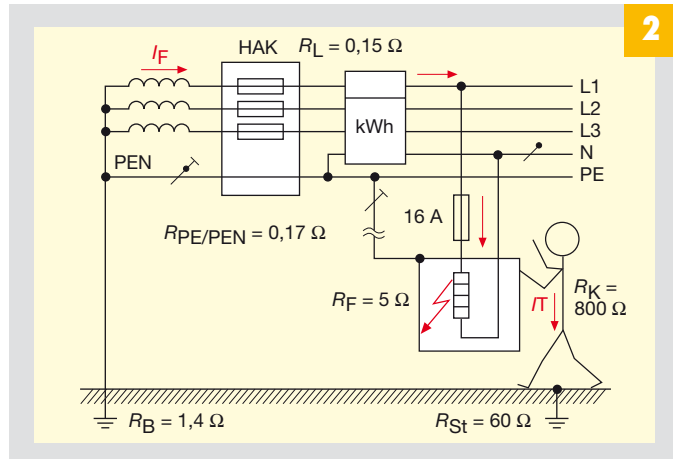 2
IF
HAK
RL = 0,15 Ω
L1
L2
L3
kWh
N
PEN
PE
16 A
RPE/PEN = 0,17 Ω
RF = 5 Ω
IT
RK =
800 Ω
RB = 1,4 Ω
RSt = 60 Ω